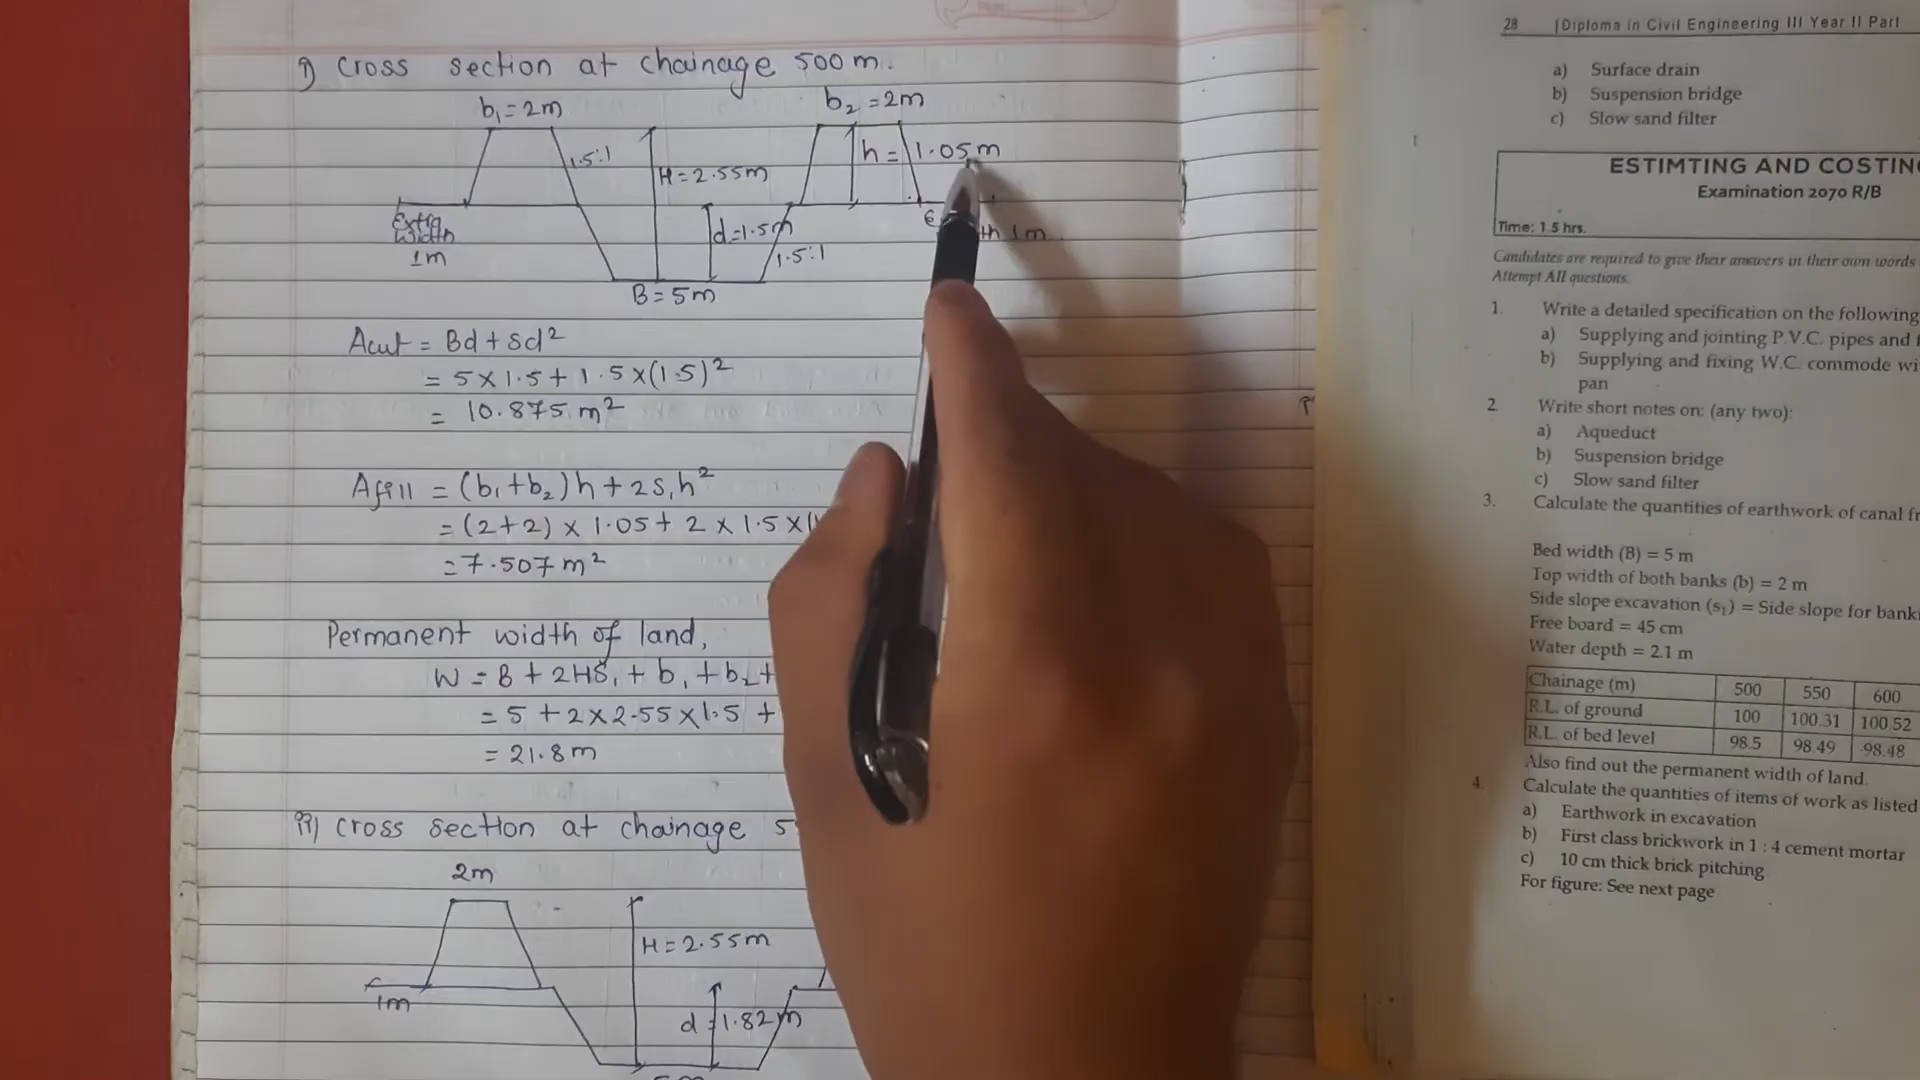 i) Cross section at chainage 500m.
b₁ = 2m
b₂ = 2m
1.5:1
H = 2.55m
h = 1.05m
Extra
width
1m
d = 1.5m
1.5:1
1m
B = 5m
Acut = Bd + Sd²
= 5 × 1.5 + 1.5 × (1.5)²
= 10.875 m²
Afill = (b₁+b₂)h + 2S₁h²
= (2+2) × 1.05 + 2 × 1.5 × (1
= 7.507 m²
Permanent width of land,
W = B + 2HS₁ + b₁ + b₂ +
= 5 + 2 × 2.55 × 1.5 +
= 21.8 m
ii) Cross section at chainage 5
2m
H = 2.55m
1m
d = 1.82m
28 | Diploma in Civil Engineering III Year II Part
a) Surface drain
b) Suspension bridge
c) Slow sand filter
ESTIMTING AND COSTIN
Examination 2070 R/B
Time: 1.5 hrs.
Candidates are required to give their answers in their own words
Attempt All questions.
1. Write a detailed specification on the following
a) Supplying and jointing P.V.C. pipes and
b) Supplying and fixing W.C. commode wi
pan
2. Write short notes on: (any two):
a) Aqueduct
b) Suspension bridge
c) Slow sand filter
3. Calculate the quantities of earthwork of canal fr
Bed width (B) = 5 m
Top width of both banks (b) = 2 m
Side slope excavation (s₁) = Side slope for bank
Free board = 45 cm
Water depth = 2.1 m
Chainage (m) 500 550 600
R.L. of ground 100 100.31 100.52
R.L. of bed level 98.5 98.49 98.48
Also find out the permanent width of land.
4. Calculate the quantities of items of work as listed
a) Earthwork in excavation
b) First class brickwork in 1 : 4 cement mortar
c) 10 cm thick brick pitching
For figure: See next page